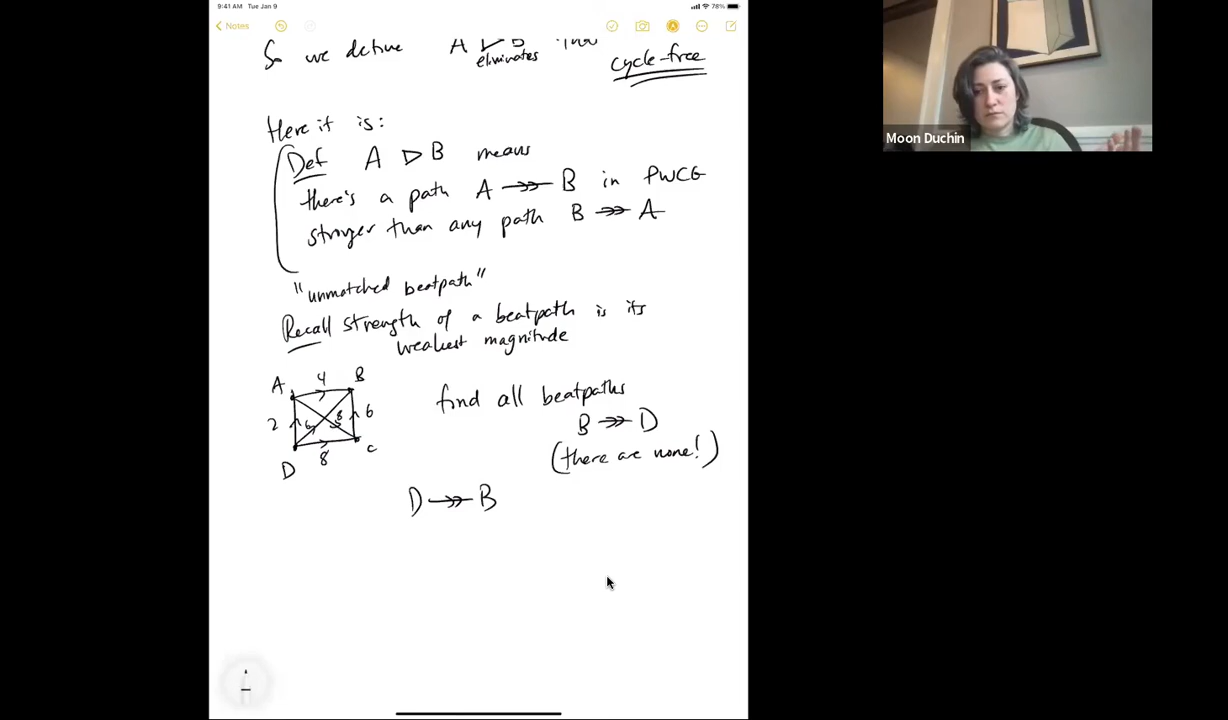 9:41 AM Tue Jan 9
78%
Notes
So we define A ▷ B
eliminates
cycle-free
Here it is:
Def A ▷ B means
there's a path A ↠ B in PWCG
stronger than any path B ↠ A
"unmatched beatpath"
Recall strength of a beatpath is its
weakest magnitude
A 4 B
2 6 8 6
D 8 C
find all beatpaths
B ↠ D
(there are none!)
D ↠ B
Moon Duchin